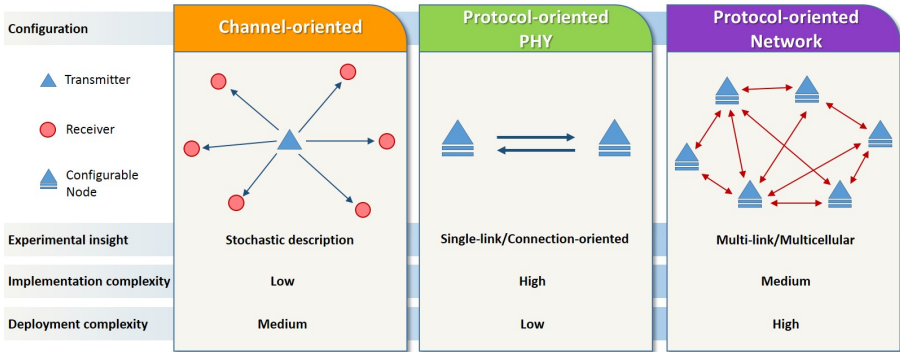 Configuration
Channel-oriented
Protocol-oriented
PHY
Protocol-oriented
Network
Transmitter
Receiver
Configurable
Node
Experimental insight
Stochastic description
Single-link/Connection-oriented
Multi-link/Multicellular
Implementation complexity
Low
High
Medium
Deployment complexity
Medium
Low
High